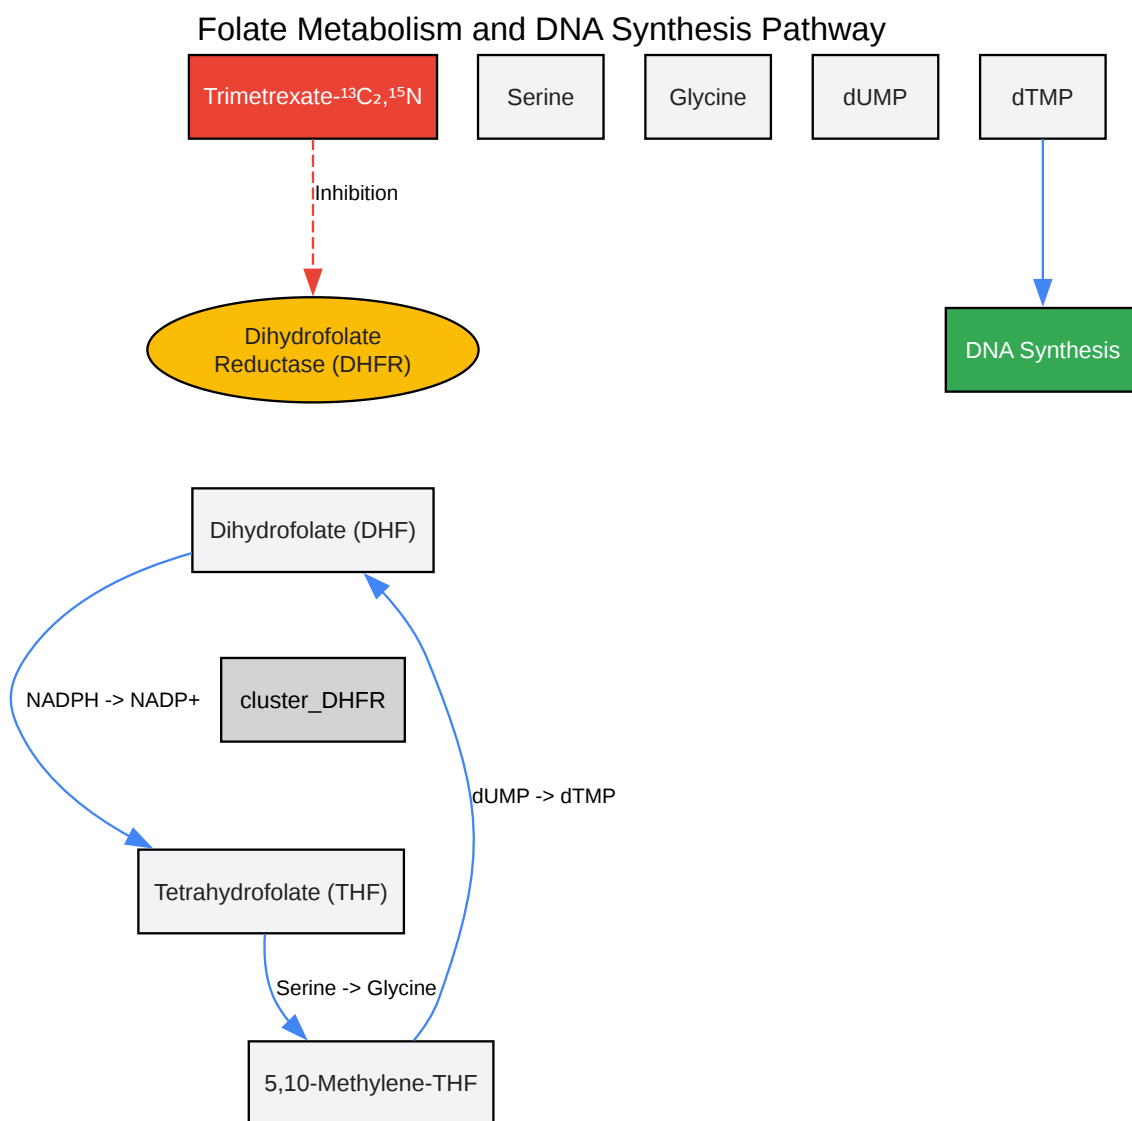 Folate Metabolism and DNA Synthesis Pathway
Trimetrexate-¹³C₂,¹⁵N
Serine
Glycine
dUMP
dTMP
Inhibition
Dihydrofolate
Reductase (DHFR)
DNA Synthesis
Dihydrofolate (DHF)
NADPH -> NADP+
cluster_DHFR
dUMP -> dTMP
Tetrahydrofolate (THF)
Serine -> Glycine
5,10-Methylene-THF